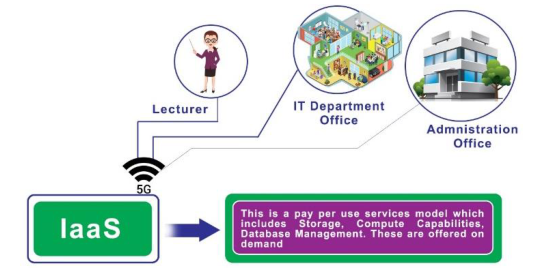 Lecturer
IT Department
Office
Admnistration
Office
5G
IaaS
This is a pay per use services model which
includes Storage, Compute Capabilities,
Database Management. These are offered on
demand